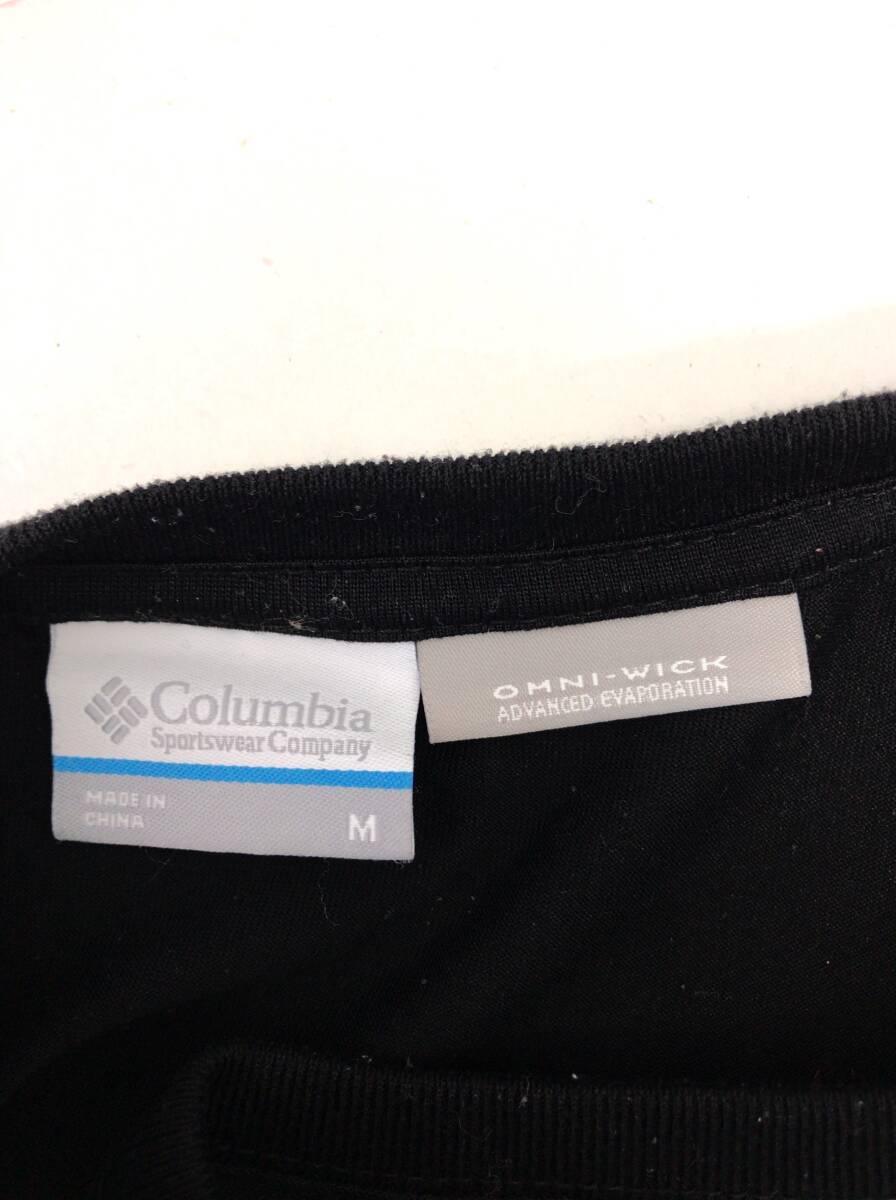 Columbia
Sportswear Company
MADE IN
CHINA
M
OMNI-WICK
ADVANCED EVAPORATION